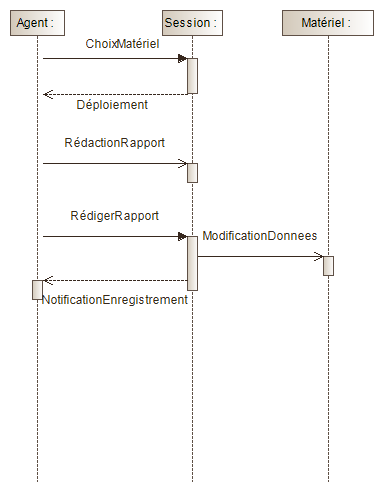 Agent :
Session :
Matériel :
ChoixMatériel
Déploiement
RédactionRapport
RédigerRapport
ModificationDonnees
NotificationEnregistrement